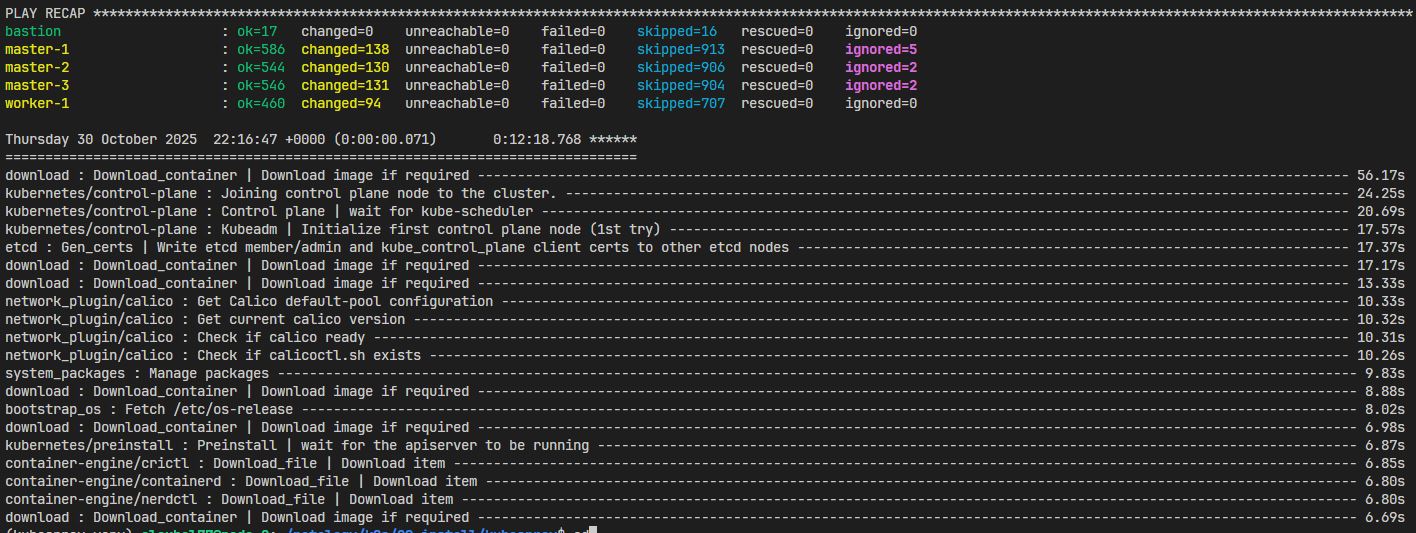 PLAY RECAP *********************************************************************************************************************************************************************
bastion : ok=17 changed=0 unreachable=0 failed=0 skipped=16 rescued=0 ignored=0
master-1 : ok=586 changed=138 unreachable=0 failed=0 skipped=913 rescued=0 ignored=5
master-2 : ok=544 changed=130 unreachable=0 failed=0 skipped=906 rescued=0 ignored=2
master-3 : ok=546 changed=131 unreachable=0 failed=0 skipped=904 rescued=0 ignored=2
worker-1 : ok=460 changed=94 unreachable=0 failed=0 skipped=707 rescued=0 ignored=0
Thursday 30 October 2025 22:16:47 +0000 (0:00:00.071) 0:12:18.768 ******
===============================================================================
download : Download_container | Download image if required ------------------------------------------------------------------------------------------------------------- 56.17s
kubernetes/control-plane : Joining control plane node to the cluster. -------------------------------------------------------------------------------------------------- 24.25s
kubernetes/control-plane : Control plane | wait for kube-scheduler ----------------------------------------------------------------------------------------------------- 20.69s
kubernetes/control-plane : Kubeadm | Initialize first control plane node (1st try) ------------------------------------------------------------------------------------- 17.57s
etcd : Gen_certs | Write etcd member/admin and kube_control_plane client certs to other etcd nodes --------------------------------------------------------------------- 17.37s
download : Download_container | Download image if required ------------------------------------------------------------------------------------------------------------- 17.17s
download : Download_container | Download image if required ------------------------------------------------------------------------------------------------------------- 13.33s
network_plugin/calico : Get Calico default-pool configuration ---------------------------------------------------------------------------------------------------------- 10.33s
network_plugin/calico : Get current calico version --------------------------------------------------------------------------------------------------------------------- 10.32s
network_plugin/calico : Check if calico ready -------------------------------------------------------------------------------------------------------------------------- 10.31s
network_plugin/calico : Check if calicoctl.sh exists ------------------------------------------------------------------------------------------------------------------- 10.26s
system_packages : Manage packages --------------------------------------------------------------------------------------------------------------------------------------- 9.83s
download : Download_container | Download image if required -------------------------------------------------------------------------------------------------------------- 8.88s
bootstrap_os : Fetch /etc/os-release ------------------------------------------------------------------------------------------------------------------------------------ 8.02s
download : Download_container | Download image if required -------------------------------------------------------------------------------------------------------------- 6.98s
kubernetes/preinstall : Preinstall | wait for the apiserver to be running ----------------------------------------------------------------------------------------------- 6.87s
container-engine/crictl : Download_file | Download item ----------------------------------------------------------------------------------------------------------------- 6.85s
container-engine/containerd : Download_file | Download item ------------------------------------------------------------------------------------------------------------- 6.80s
container-engine/nerdctl : Download_file | Download item ---------------------------------------------------------------------------------------------------------------- 6.80s
download : Download_container | Download image if required -------------------------------------------------------------------------------------------------------------- 6.69s